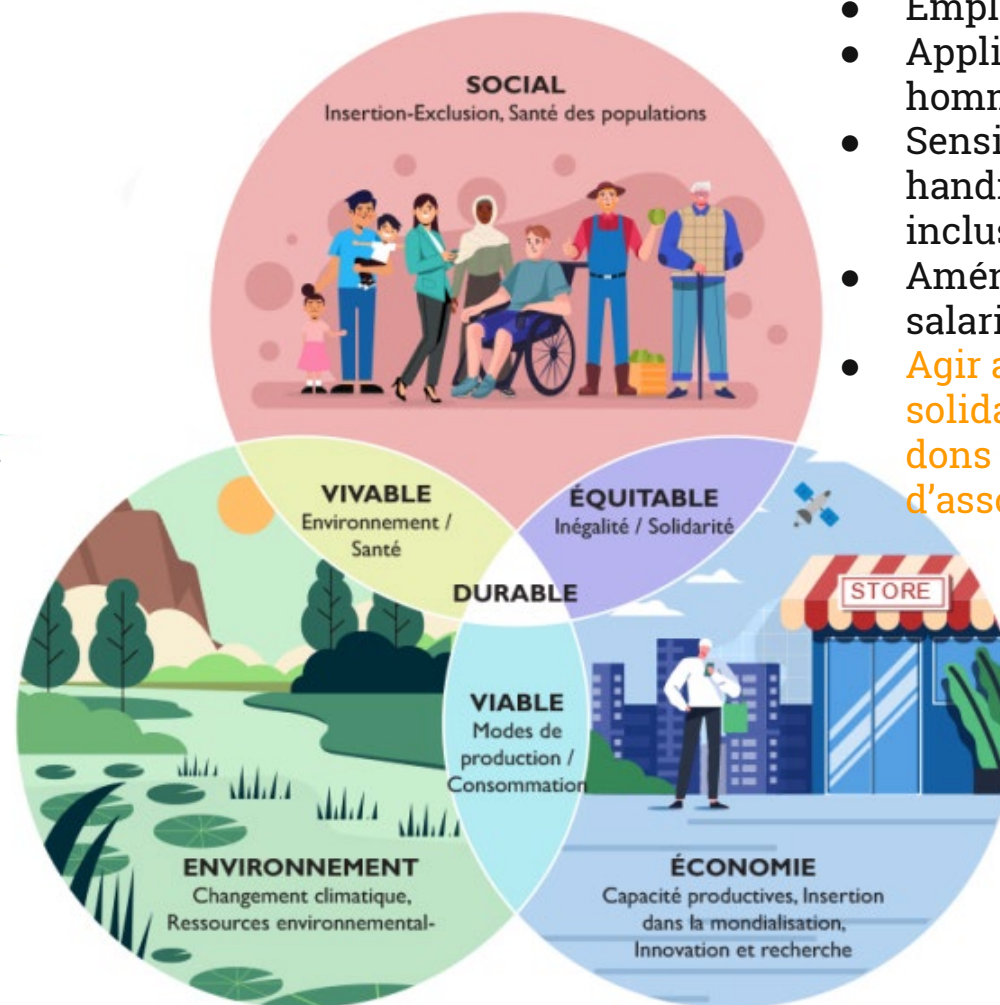 SOCIAL
Insertion-Exclusion, Santé des populations
VIVABLE
Environnement /
Santé
ÉQUITABLE
Inégalité / Solidarité
DURABLE
STORE
VIABLE
Modes de
production /
Consommation
ENVIRONNEMENT
Changement climatique,
Ressources environnemental-
ÉCONOMIE
Capacité productives, Insertion
dans la mondialisation,
Innovation et recherche
● Empl
● Appli
homm
● Sensi
handi
inclus
● Amén
salari
● Agir a
solida
dons
d'asso